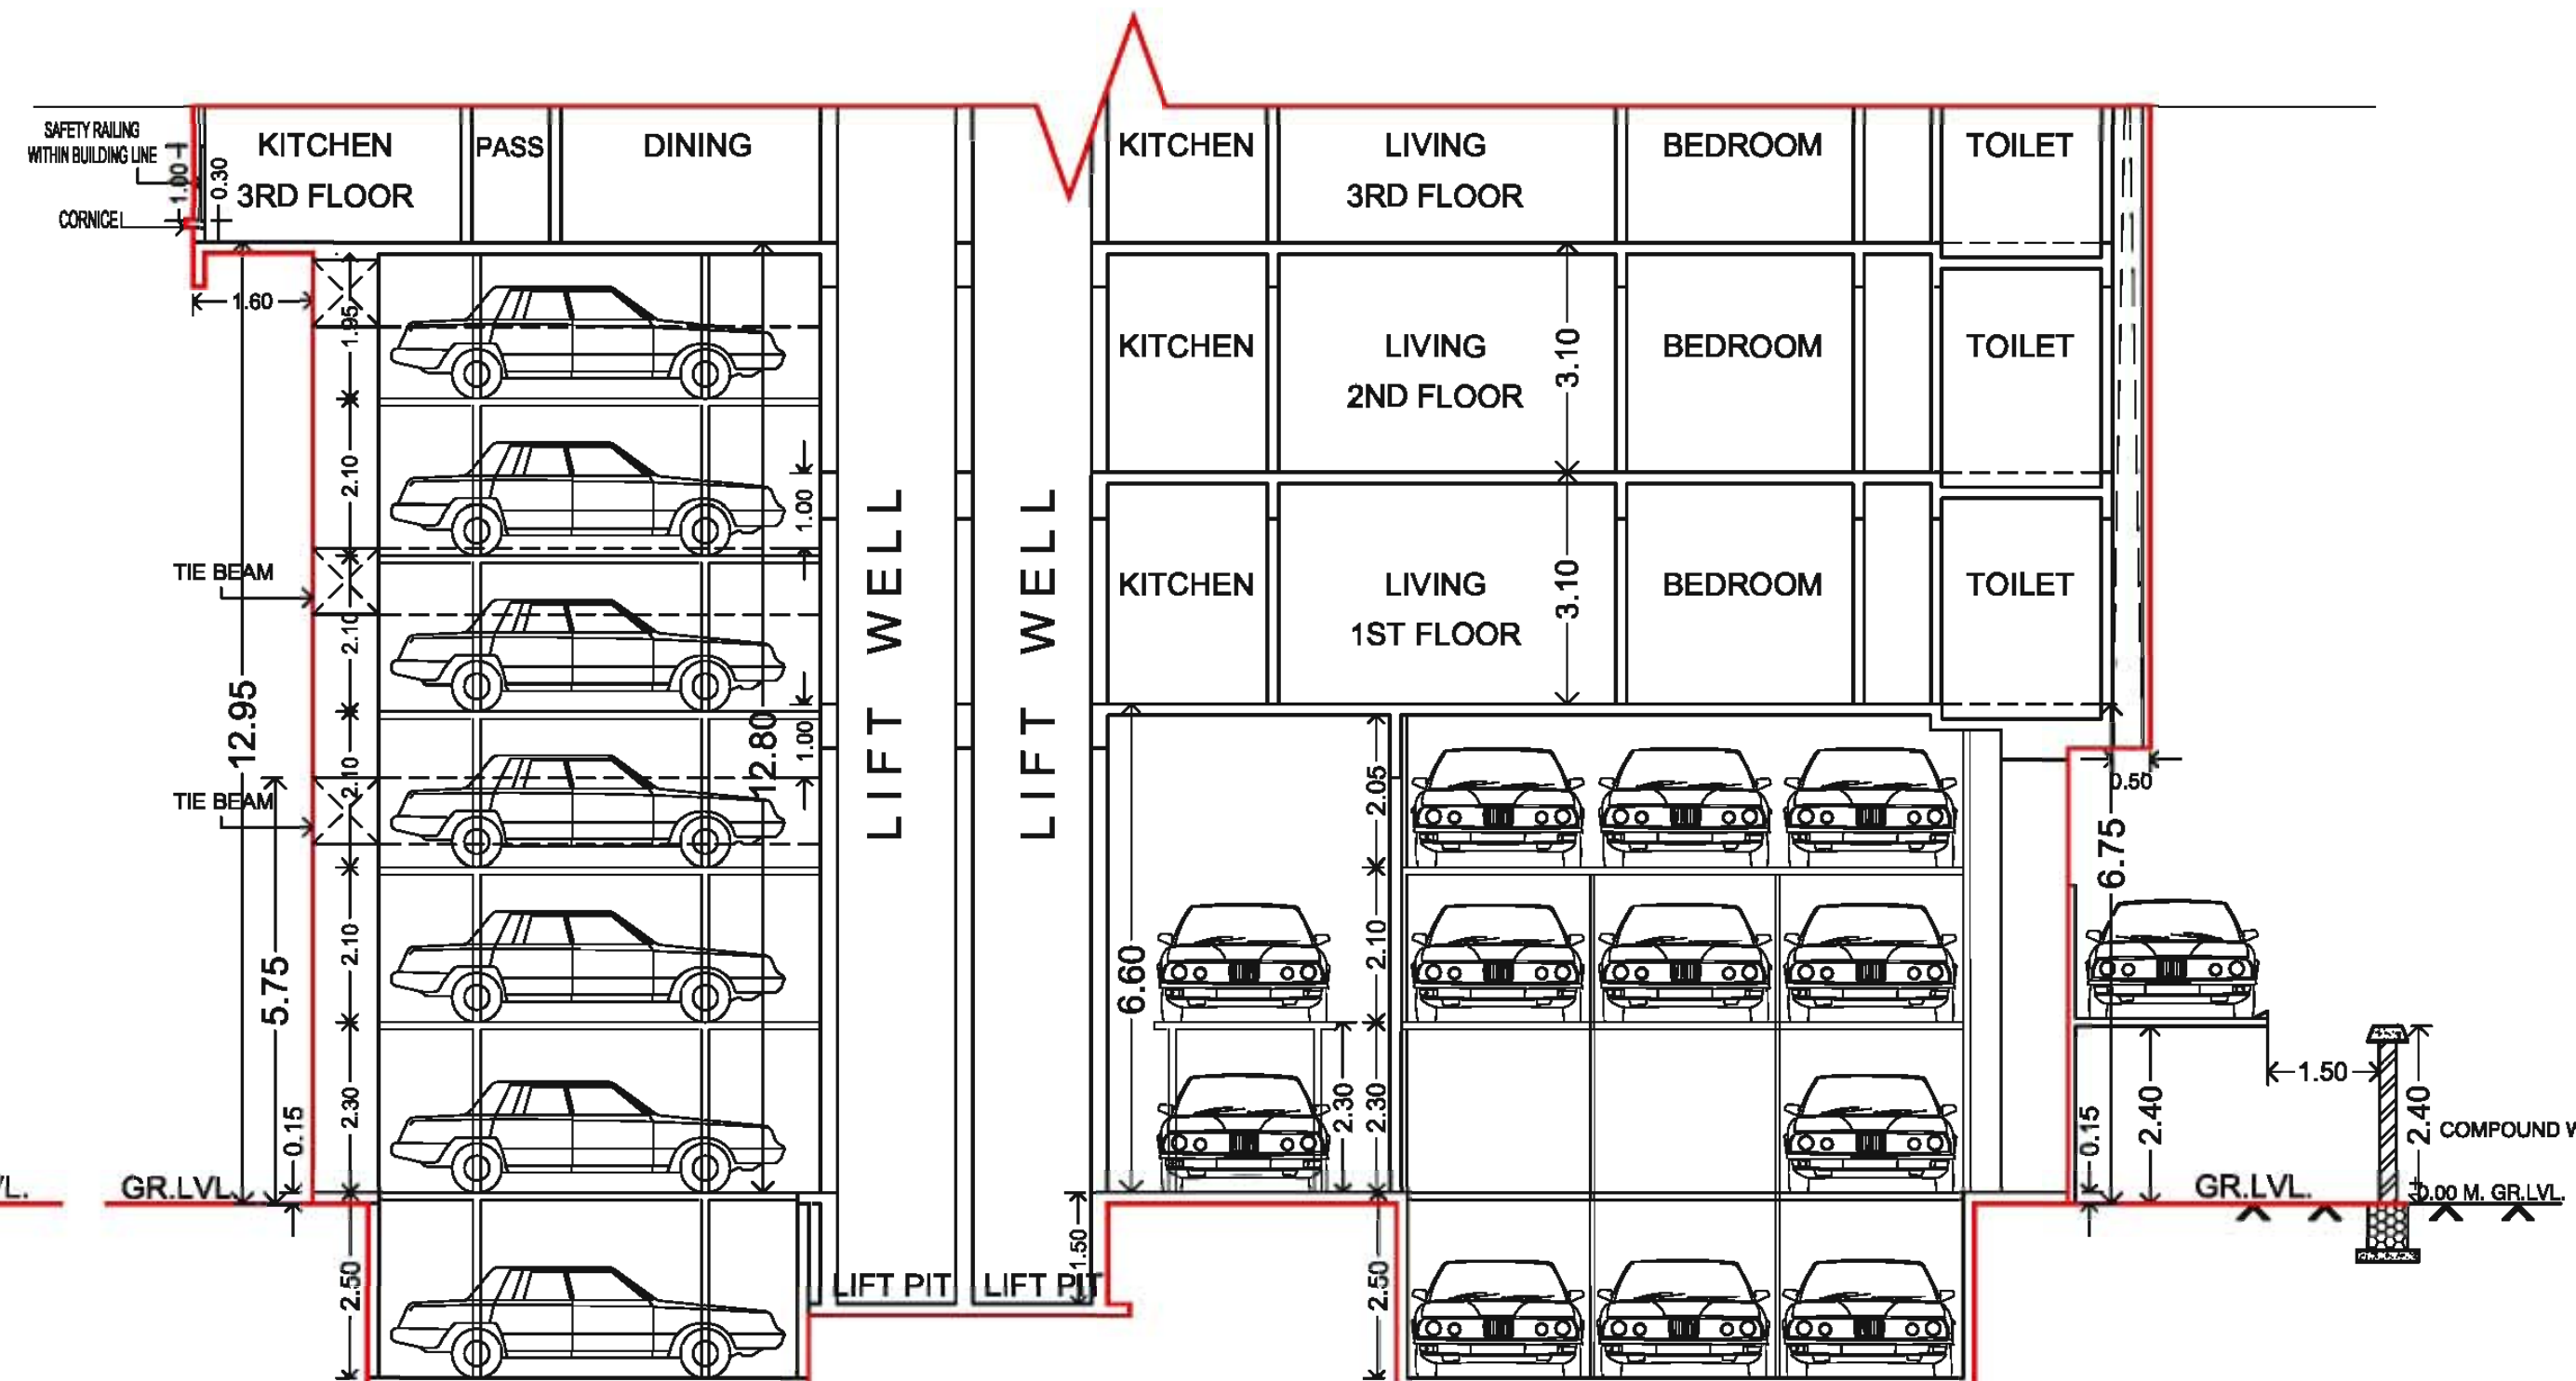 SAFETY RAILING
WITHIN BUILDING LINE
1.00
0.30
CORNICE
KITCHEN
3RD FLOOR
PASS
DINING
KITCHEN
LIVING
3RD FLOOR
BEDROOM
TOILET
1.60
1.95
KITCHEN
LIVING
2ND FLOOR
3.10
BEDROOM
TOILET
2.10
1.00
TIE BEAM
2.10
KITCHEN
LIVING
1ST FLOOR
3.10
BEDROOM
TOILET
LIFT WELL
LIFT WELL
12.95
12.80
1.00
2.10
TIE BEAM
5.75
2.10
2.30
0.15
2.05
2.10
6.60
2.30
2.30
0.50
6.75
1.50
0.15
2.40
2.40
COMPOUND W
GR.LVL.
GR.LVL.
0.00 M. GR.LVL.
2.50
LIFT PIT
LIFT PIT
1.50
2.50